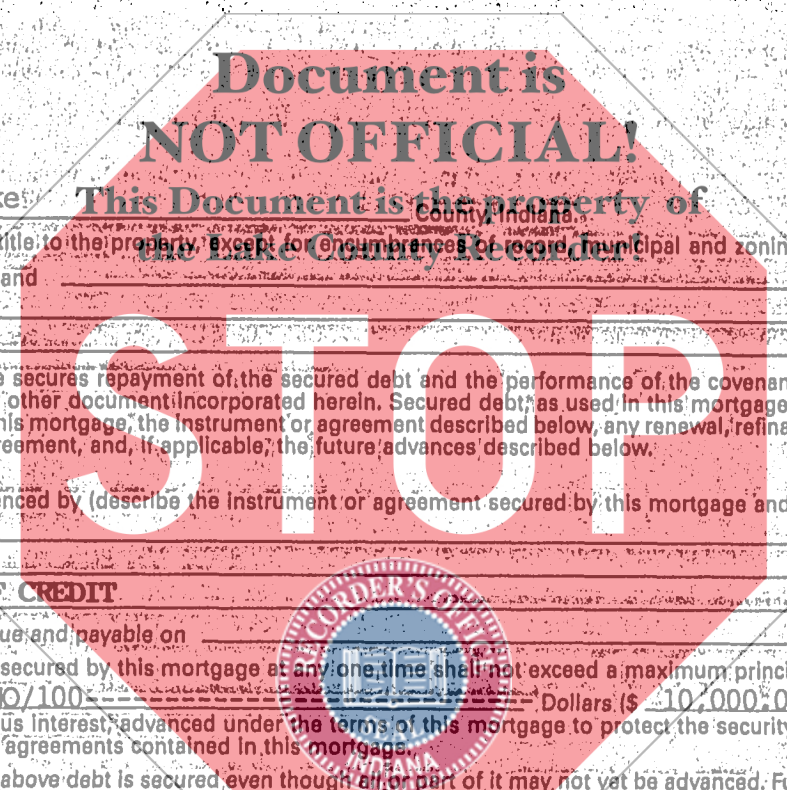 Document is
NOT OFFICIAL!
This Document is the property of
the Lake County Recorder!
ke
County, Indiana
title to the property, except for encumbrances of record, municipal and zonin
and
STOP
e secures repayment of the secured debt and the performance of the covenan
other document incorporated herein. Secured debt, as used in this mortgage
his mortgage, the instrument or agreement described below, any renewal, refina
reement, and, if applicable, the future advances described below.
nced by (describe the instrument or agreement secured by this mortgage and
F CREDIT
RECORDER'S OFFICE
ue and payable on
secured by this mortgage at any one time shall not exceed a maximum princi
NO/100------------------------------------ Dollars ($ 10,000.0
us interest, advanced under the terms of this mortgage to protect the security
agreements contained in this mortgage.
INDIANA
above debt is secured even though all or part of it may not yet be advanced. Fu